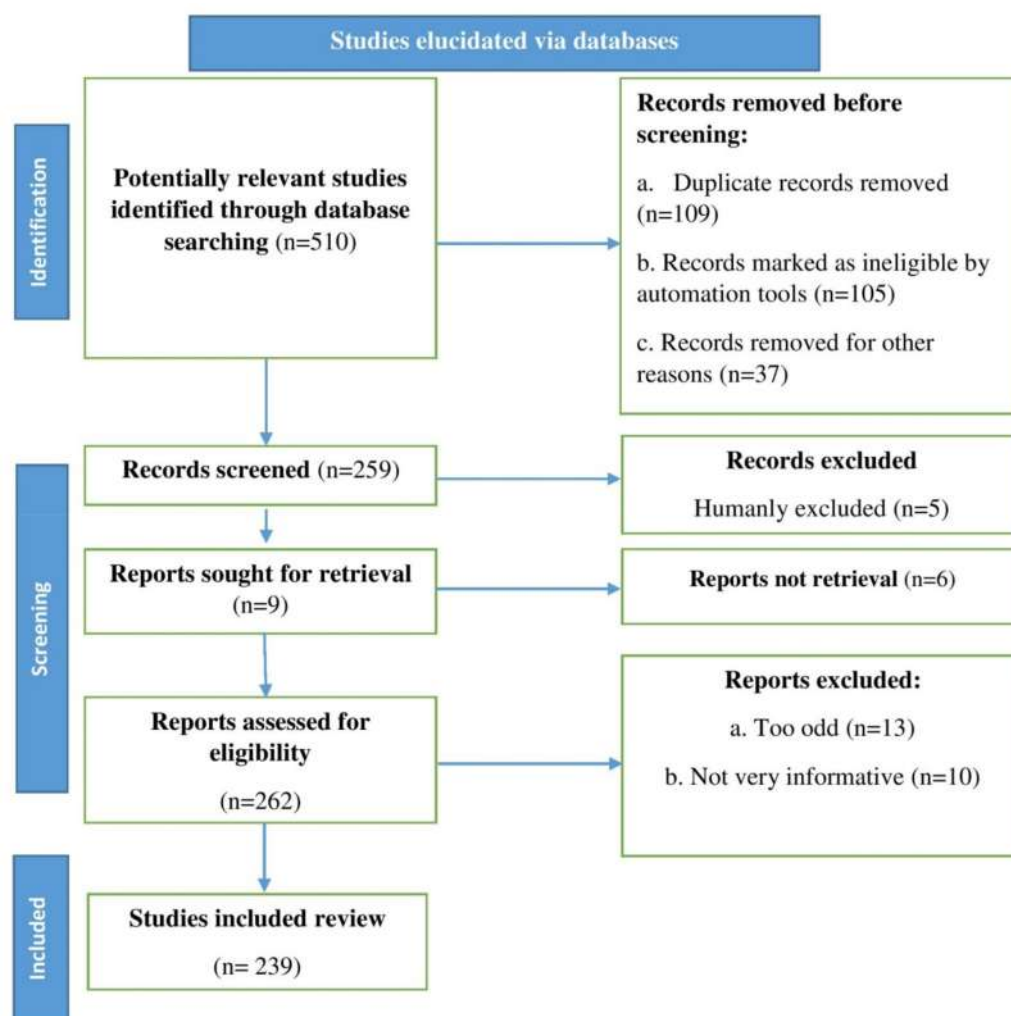 Studies elucidated via databases
Identification
Potentially relevant studies
identified through database
searching (n=510)
Records removed before
screening:
a. Duplicate records removed
(n=109)
b. Records marked as ineligible by
automation tools (n=105)
c. Records removed for other
reasons (n=37)
Screening
Records screened (n=259)
Records excluded
Humanly excluded (n=5)
Reports sought for retrieval
(n=9)
Reports not retrieval (n=6)
Reports assessed for
eligibility
(n=262)
Reports excluded:
a. Too odd (n=13)
b. Not very informative (n=10)
Included
Studies included review
(n= 239)